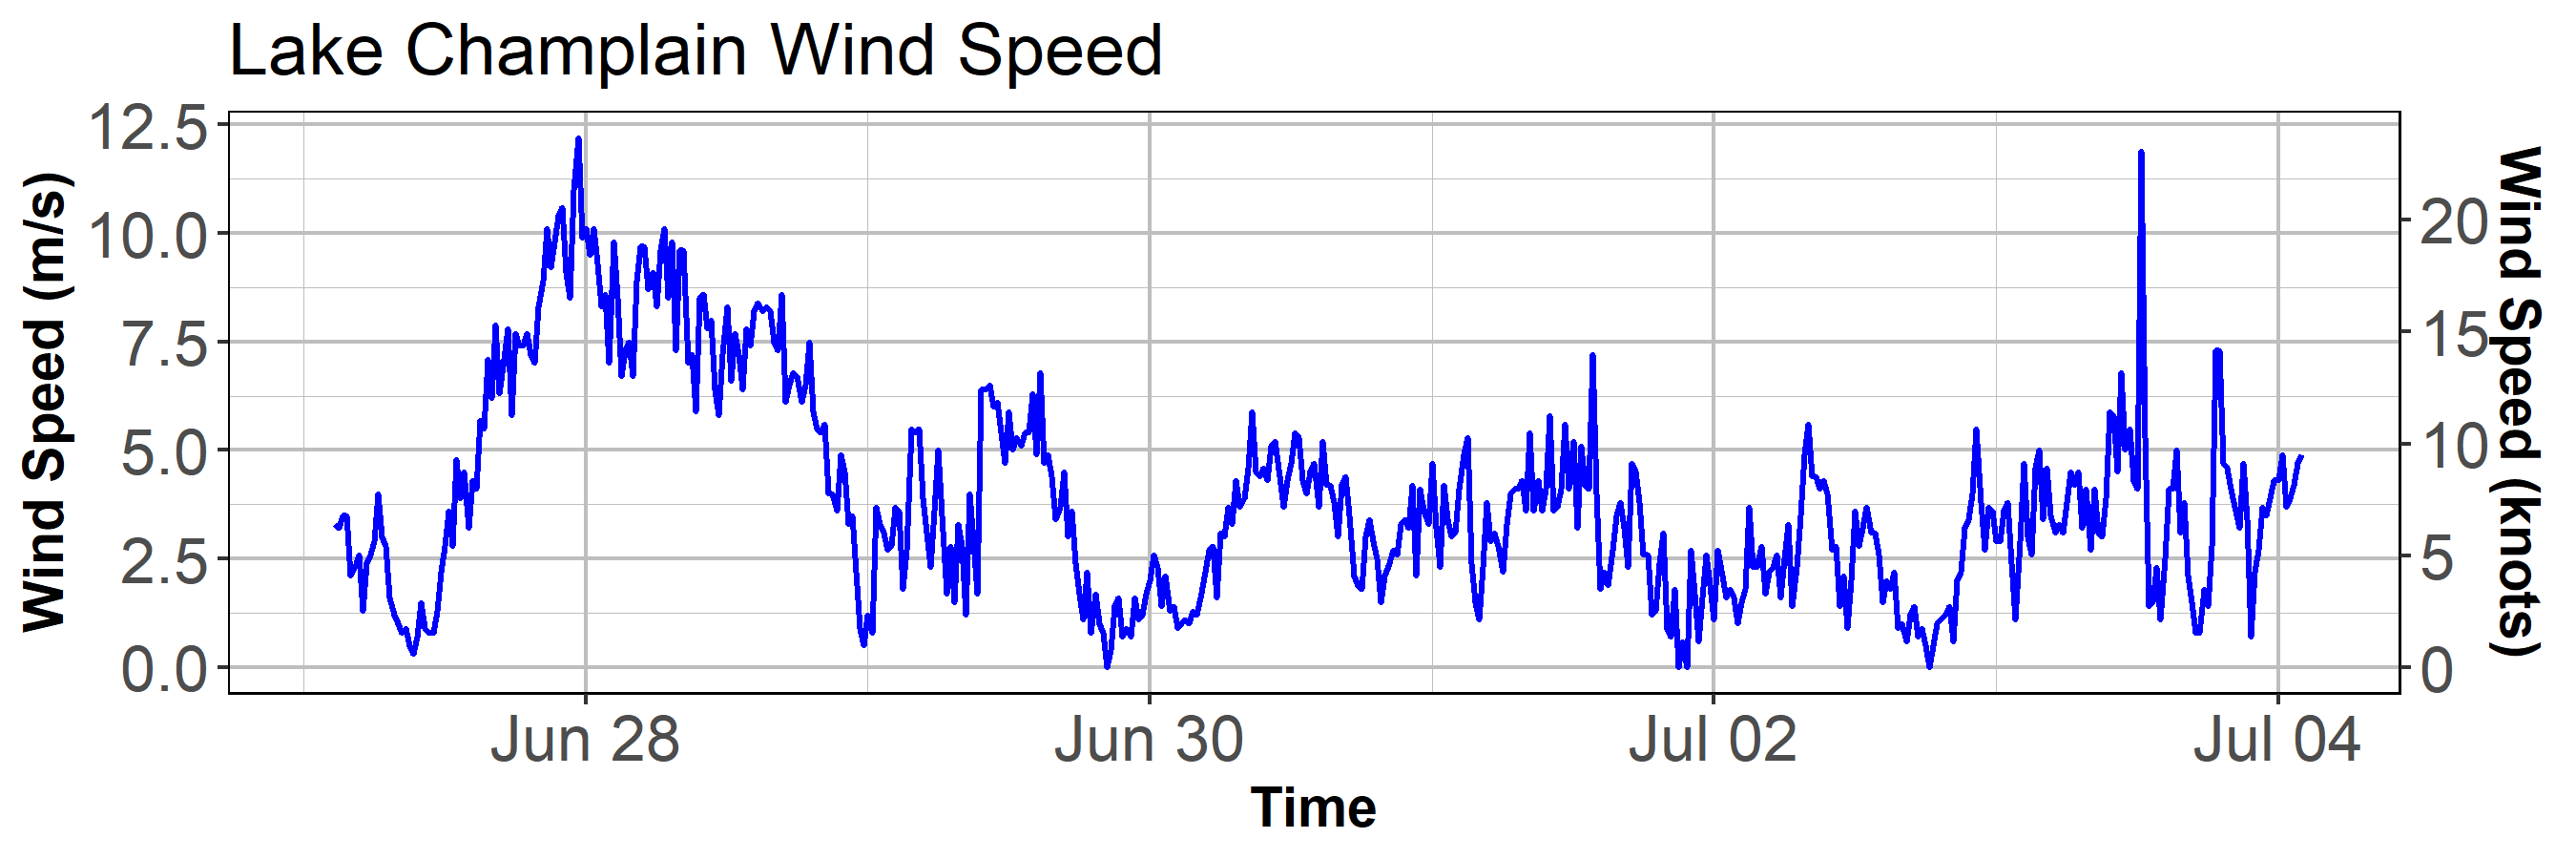 Lake Champlain Wind Speed
Wind Speed (m/s)
12.5
10.0
7.5
5.0
2.5
0.0
20
15
10
5
0
Wind Speed (knots)
Jun 28
Jun 30
Jul 02
Jul 04
Time